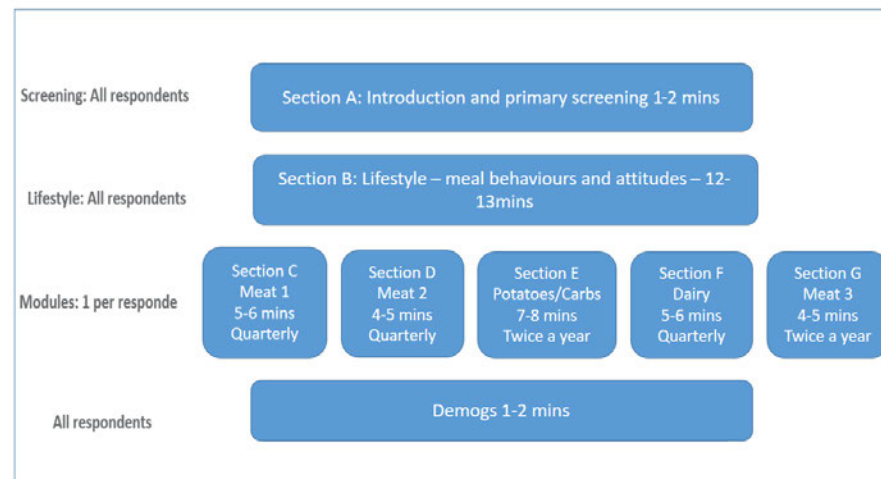 Screening: All respondents
Section A: Introduction and primary screening 1-2 mins
Lifestyle: All respondents
Section B: Lifestyle – meal behaviours and attitudes – 12-
13mins
Modules: 1 per responde
Section C
Meat 1
5-6 mins
Quarterly
Section D
Meat 2
4-5 mins
Quarterly
Section E
Potatoes/Carbs
7-8 mins
Twice a year
Section F
Dairy
5-6 mins
Quarterly
Section G
Meat 3
4-5 mins
Twice a year
All respondents
Demogs 1-2 mins